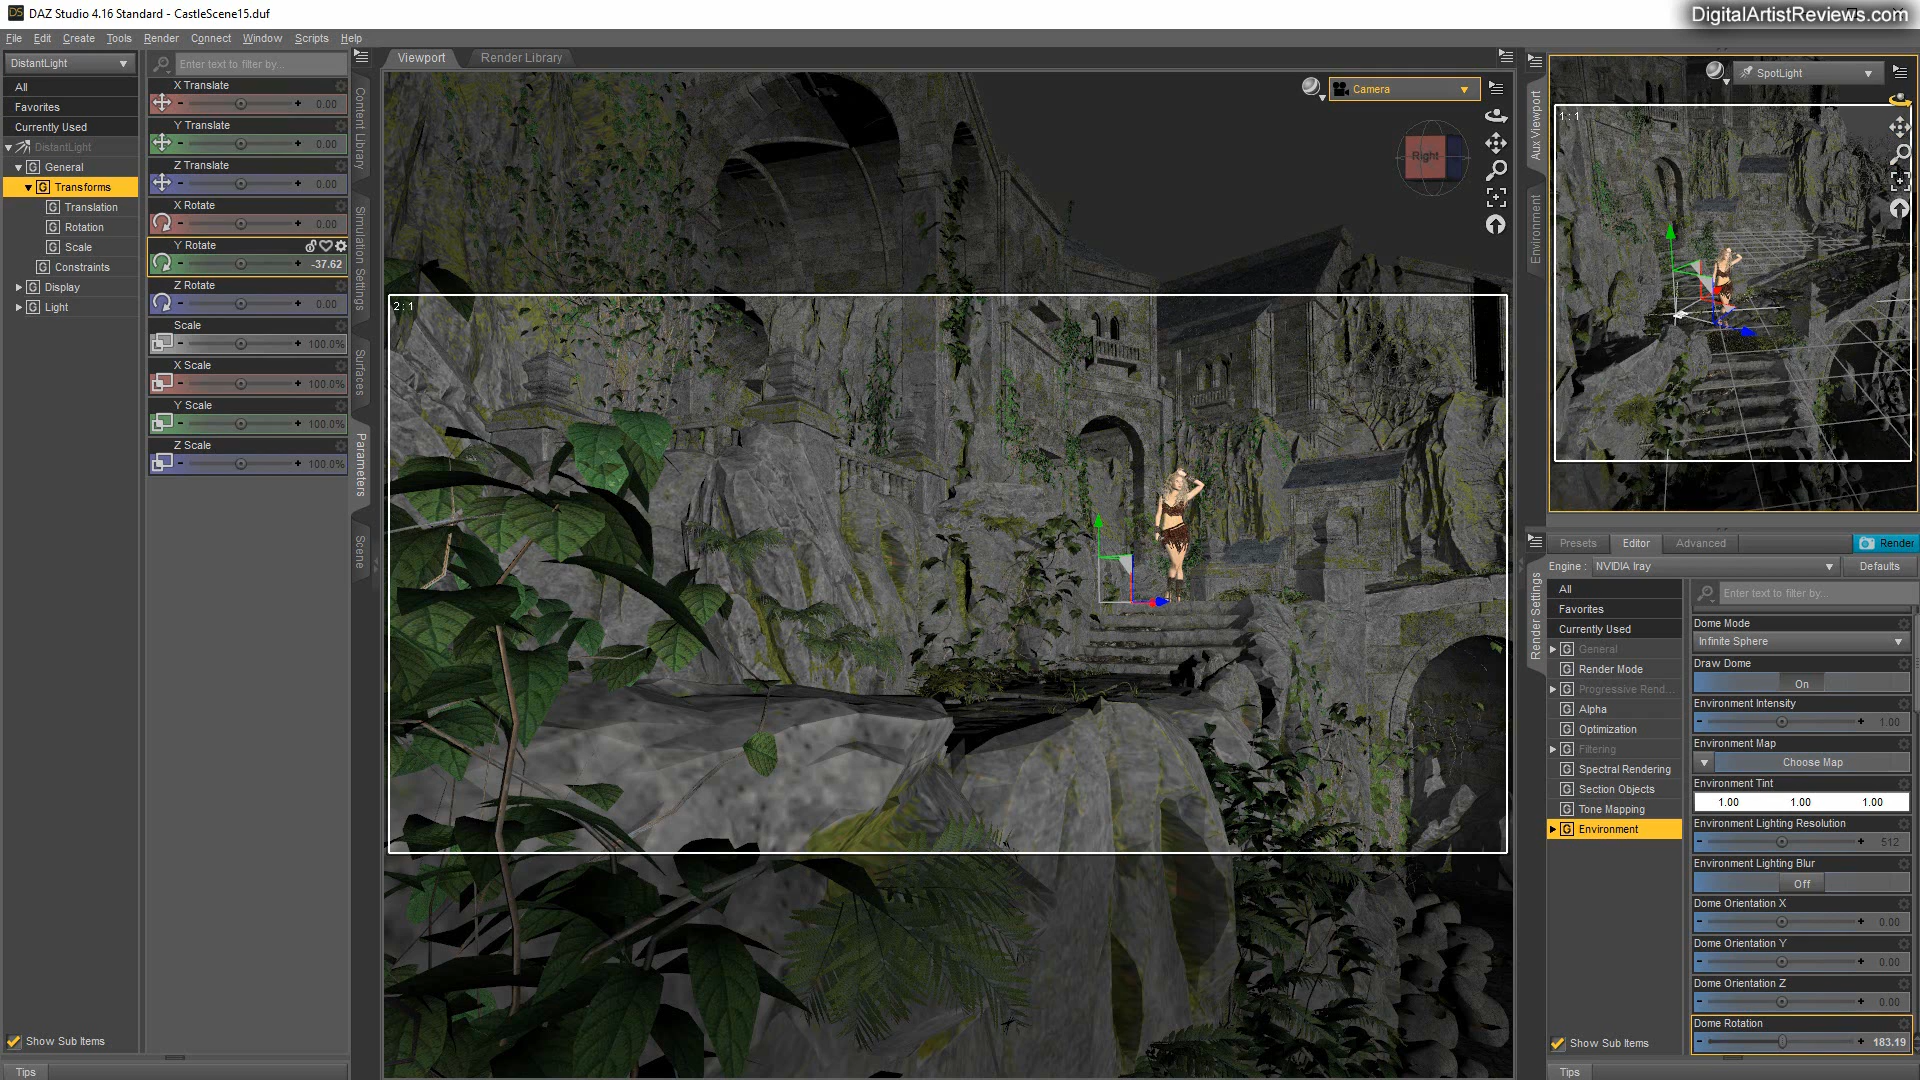 DS DAZ Studio 4.16 Standard - CastleScene15.duf
DigitalArtistReviews.com
File Edit Create Tools Render Connect Window Scripts Help
DistantLight
All
Favorites
Currently Used
DistantLight
General
Transforms
Translation
Rotation
Scale
Constraints
Display
Light
Show Sub Items
Tips
Enter text to filter by...
X Translate
0.00
Y Translate
0.00
Z Translate
0.00
X Rotate
0.00
Y Rotate
-37.62
Z Rotate
0.00
Scale
100.0%
X Scale
100.0%
Y Scale
100.0%
Z Scale
100.0%
Content Library
Simulation Settings
Surfaces
Parameters
Scene
Viewport Render Library
Camera
Right
2 : 1
Aux Viewport
Environment
SpotLight
1 : 1
Render Settings
Presets Editor Advanced Render
Engine : NVIDIA Iray Defaults
All
Favorites
Currently Used
General
Render Mode
Progressive Rend...
Alpha
Optimization
Filtering
Spectral Rendering
Section Objects
Tone Mapping
Environment
Show Sub Items
Tips
Enter text to filter by...
Dome Mode
Infinite Sphere
Draw Dome
On
Environment Intensity
1.00
Environment Map
Choose Map
Environment Tint
1.00 1.00 1.00
Environment Lighting Resolution
512
Environment Lighting Blur
Off
Dome Orientation X
0.00
Dome Orientation Y
0.00
Dome Orientation Z
0.00
Dome Rotation
183.19